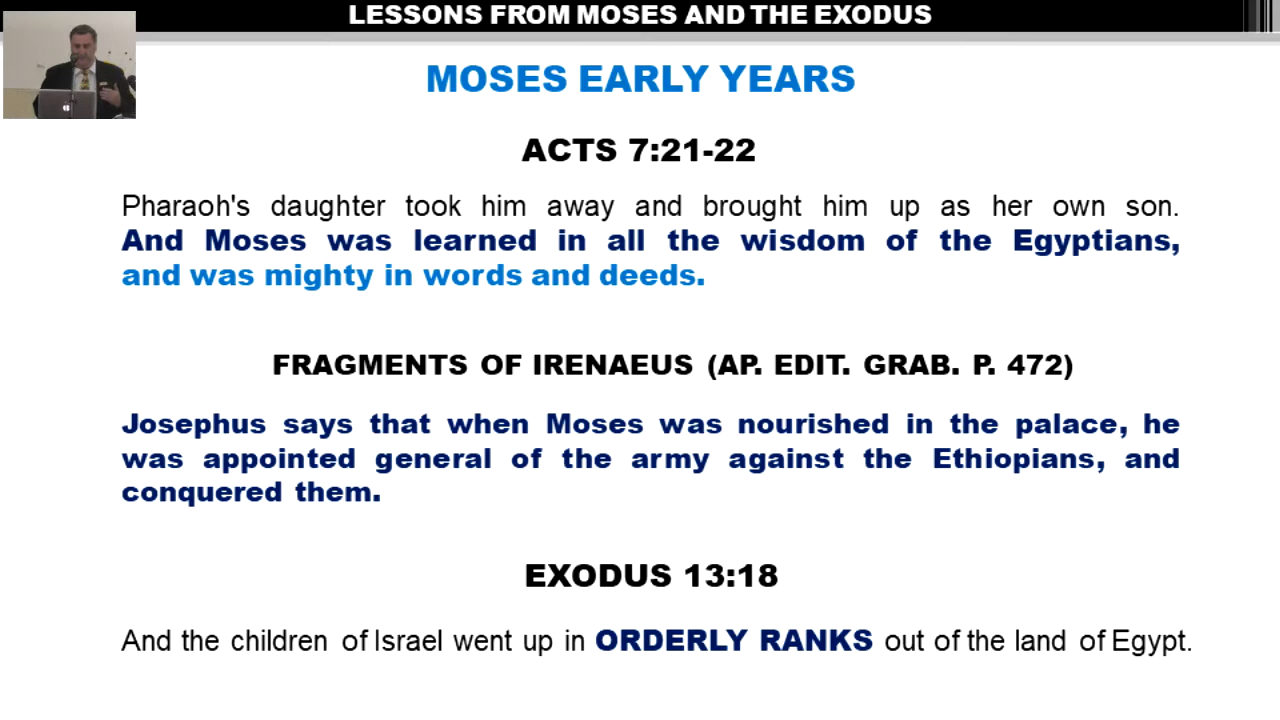 LESSONS FROM MOSES AND THE EXODUS
MOSES EARLY YEARS
ACTS 7:21-22
Pharaoh's daughter took him away and brought him up as her own son.
And Moses was learned in all the wisdom of the Egyptians,
and was mighty in words and deeds.
FRAGMENTS OF IRENAEUS (AP. EDIT. GRAB. P. 472)
Josephus says that when Moses was nourished in the palace, he
was appointed general of the army against the Ethiopians, and
conquered them.
EXODUS 13:18
And the children of Israel went up in ORDERLY RANKS out of the land of Egypt.